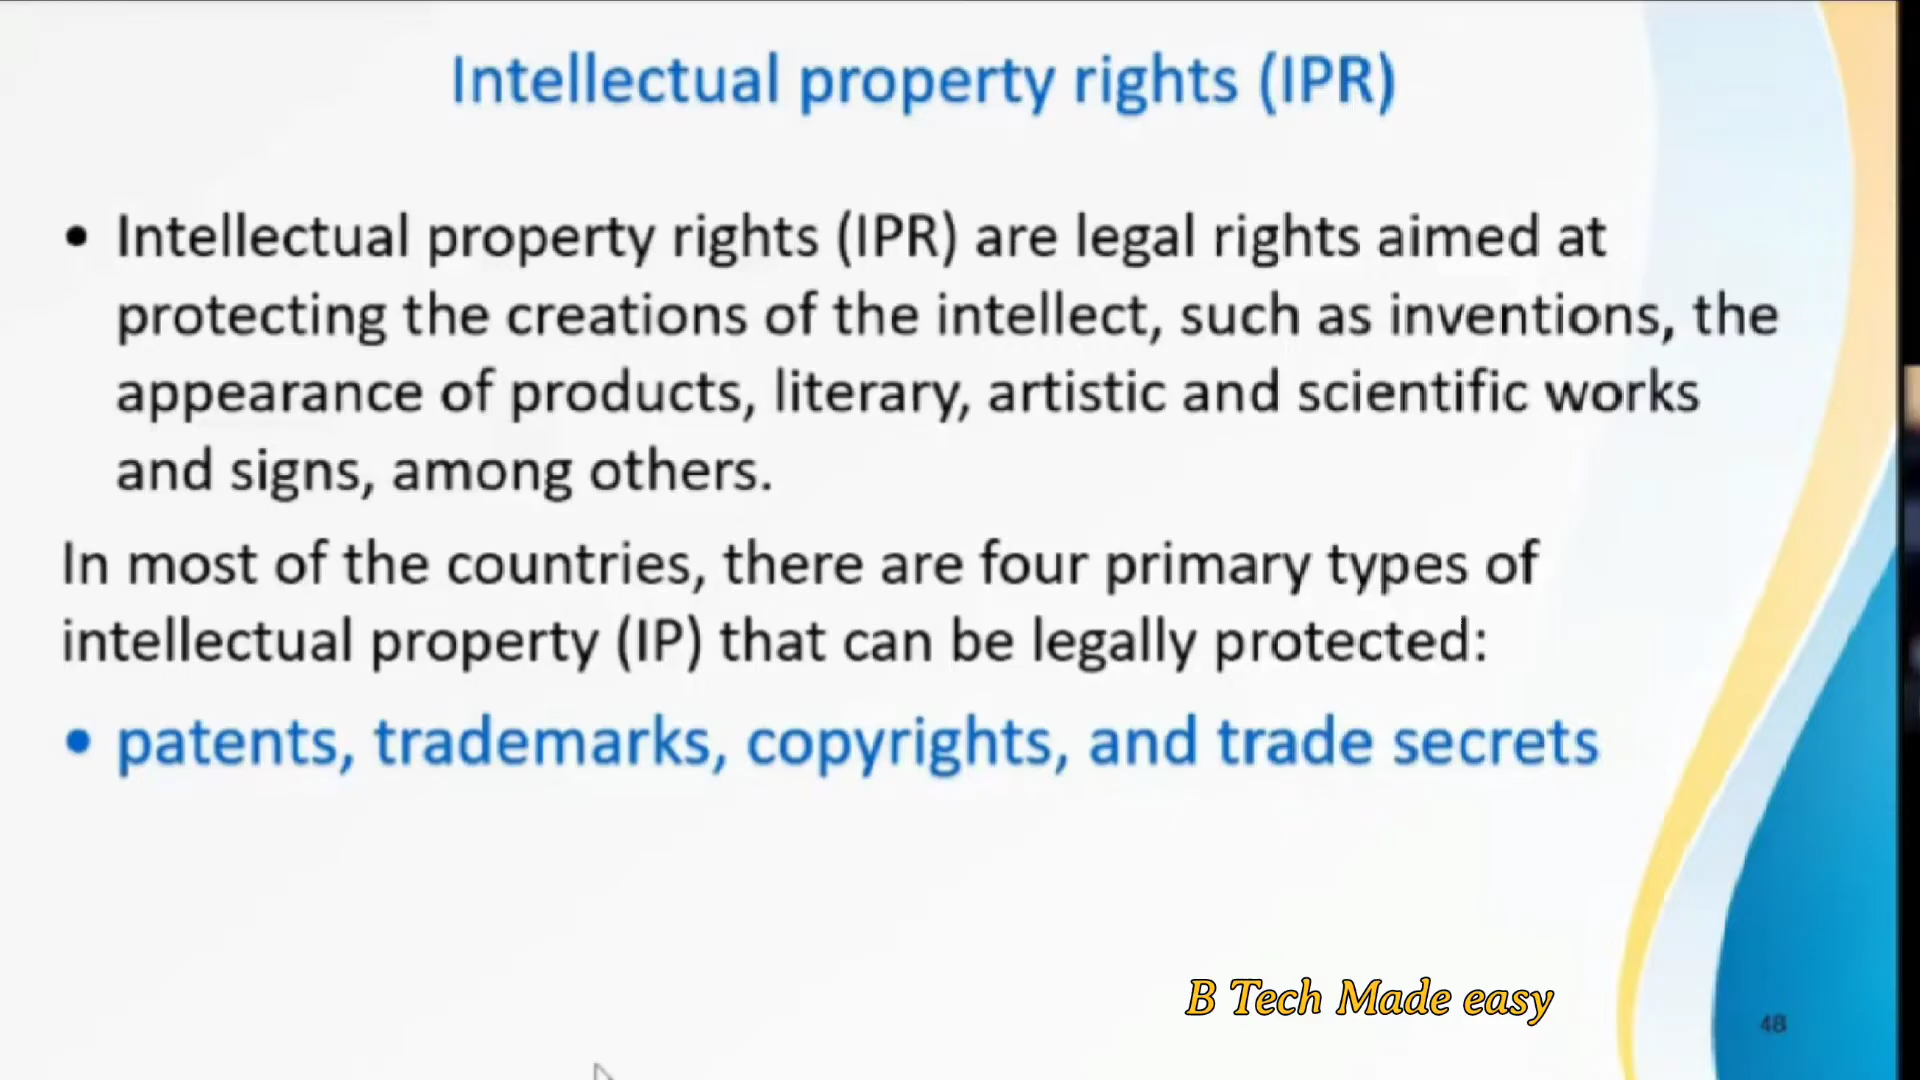 Intellectual property rights (IPR)
• Intellectual property rights (IPR) are legal rights aimed at
protecting the creations of the intellect, such as inventions, the
appearance of products, literary, artistic and scientific works
and signs, among others.
In most of the countries, there are four primary types of
intellectual property (IP) that can be legally protected:
• patents, trademarks, copyrights, and trade secrets
B Tech Made easy
48